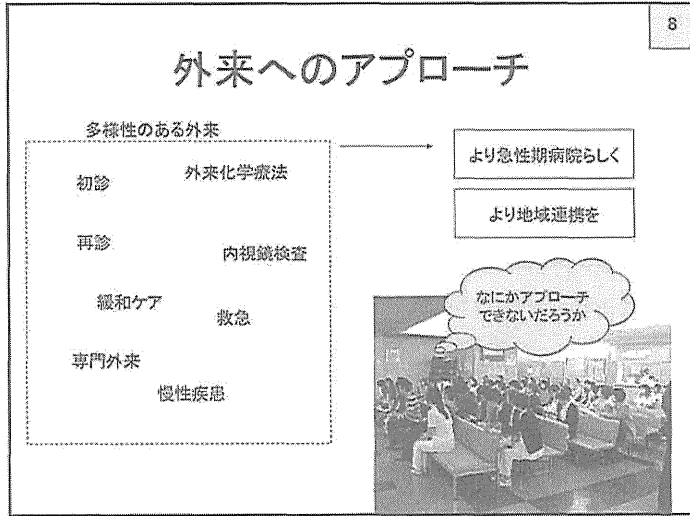 8
外来へのアプローチ
多様性のある外来
初診
外来化学療法
再診
内視鏡検査
緩和ケア
救急
専門外来
慢性疾患
より急性期病院らしく
より地域連携を
なにかアプローチ
できないだろうか